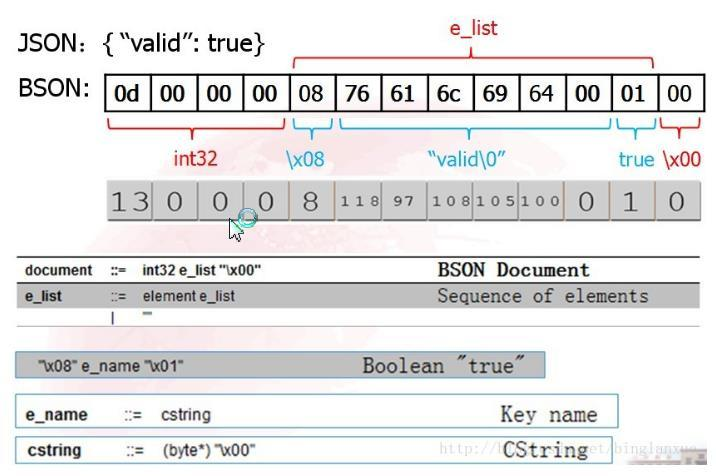 e_list
JSON: { “valid”: true}
BSON: 0d 00 00 00 08 76 61 6c 69 64 00 01 00
int32 \x08 “valid\0” true \x00
13 0 0 0 8 118 97 108 105 100 0 1 0
document ::= int32 e_list "\x00" BSON Document
e_list ::= element e_list Sequence of elements
| ""
"\x08" e_name "\x01" Boolean "true"
e_name ::= cstring Key name
cstring ::= (byte*) "\x00" CString